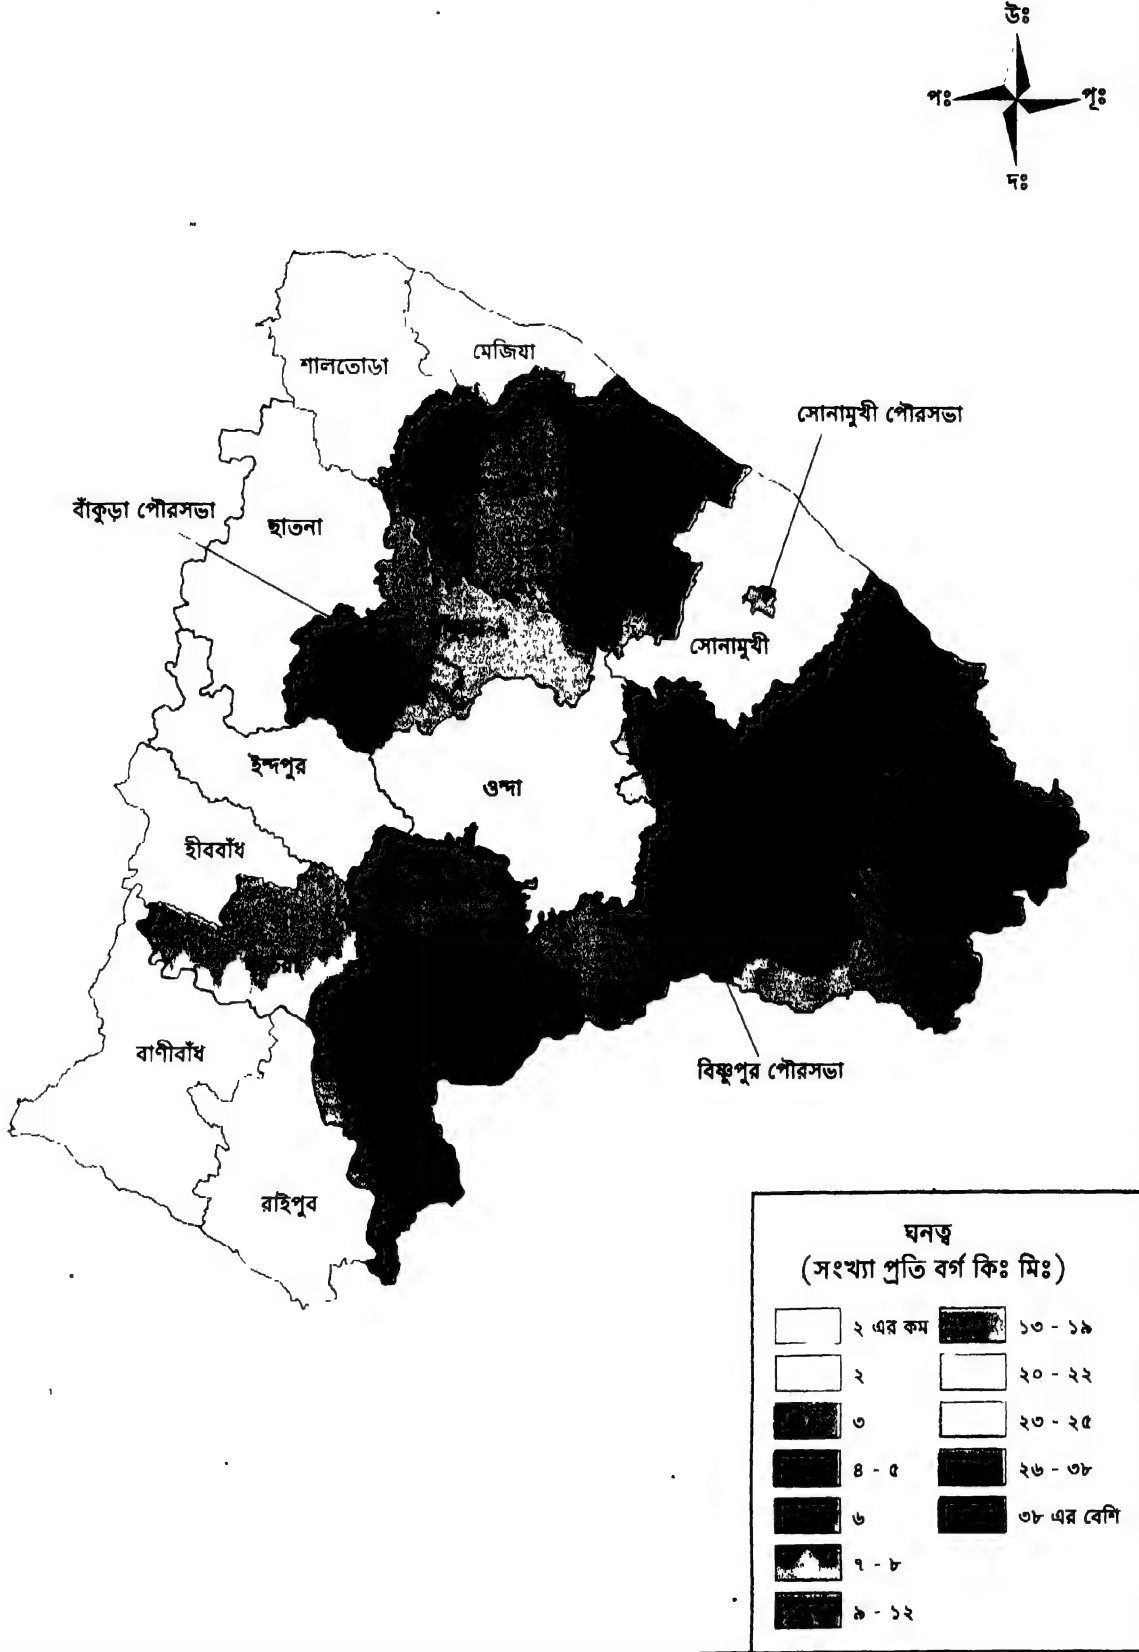 উঃ
পঃ
পূঃ
দঃ
শালতোডা
মেজিযা
সোনামুখী পৌরসভা
বাঁকুড়া পৌরসভা
ছাতনা
সোনামুখী
ইন্দপুর
ওন্দা
হীববাঁধ
বাণীবাঁধ
বিষ্ণুপুর পৌরসভা
রাইপুব
ঘনত্ব
(সংখ্যা প্রতি বর্গ কিঃ মিঃ)
২ এর কম
১৩ - ১৯
২
২০ - ২২
৩
২৩ - ২৫
৪ - ৫
২৬ - ৩৮
৬
৩৮ এর বেশি
৭ - ৮
৯ - ১২